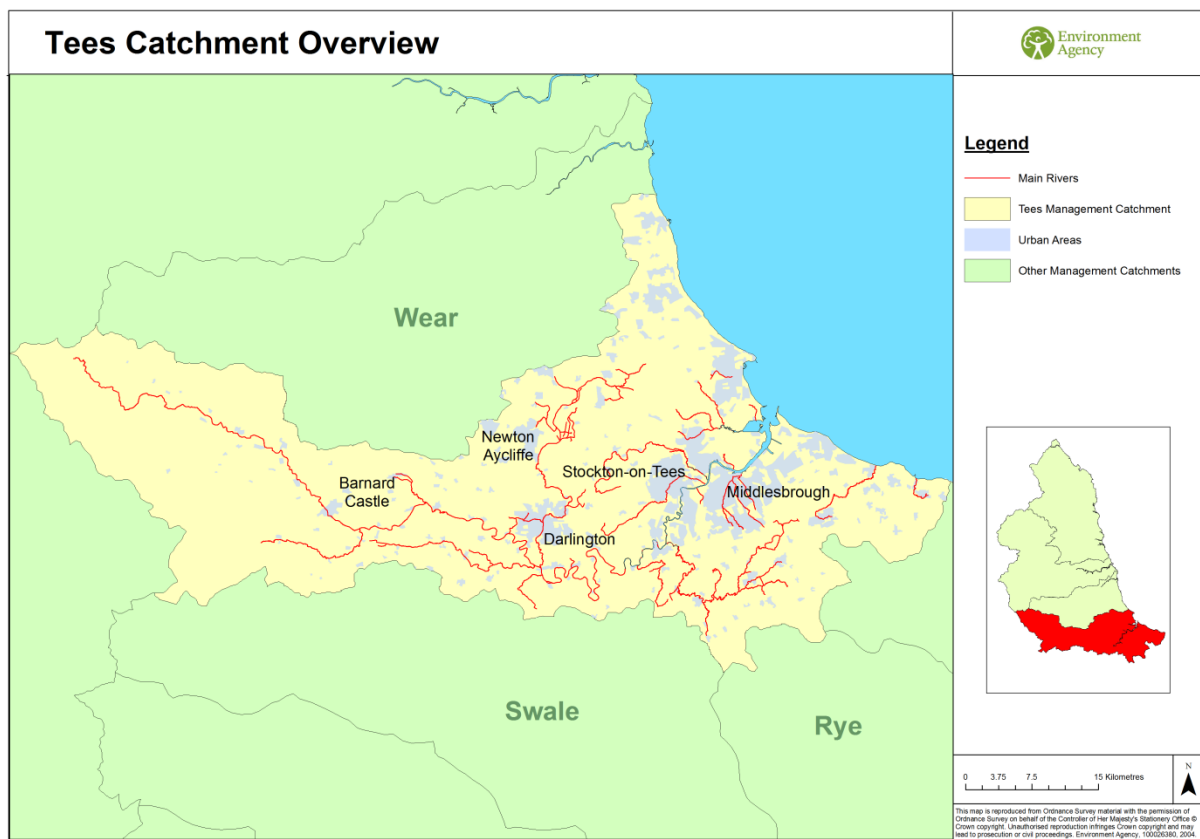 Tees Catchment Overview
Environment
Agency
Legend
Main Rivers
Tees Management Catchment
Urban Areas
Other Management Catchments
Wear
Newton
Aycliffe
Stockton-on-Tees
Barnard
Castle
Middlesbrough
Darlington
Swale
Rye
0 3.75 7.5 15 Kilometres
N
This map is reproduced from Ordnance Survey material with the permission of
Ordnance Survey on behalf of the Controller of Her Majesty's Stationery Office ©
Crown copyright. Unauthorised reproduction infringes Crown copyright and may
lead to prosecution or civil proceedings. Environment Agency, 100026380, 2004.